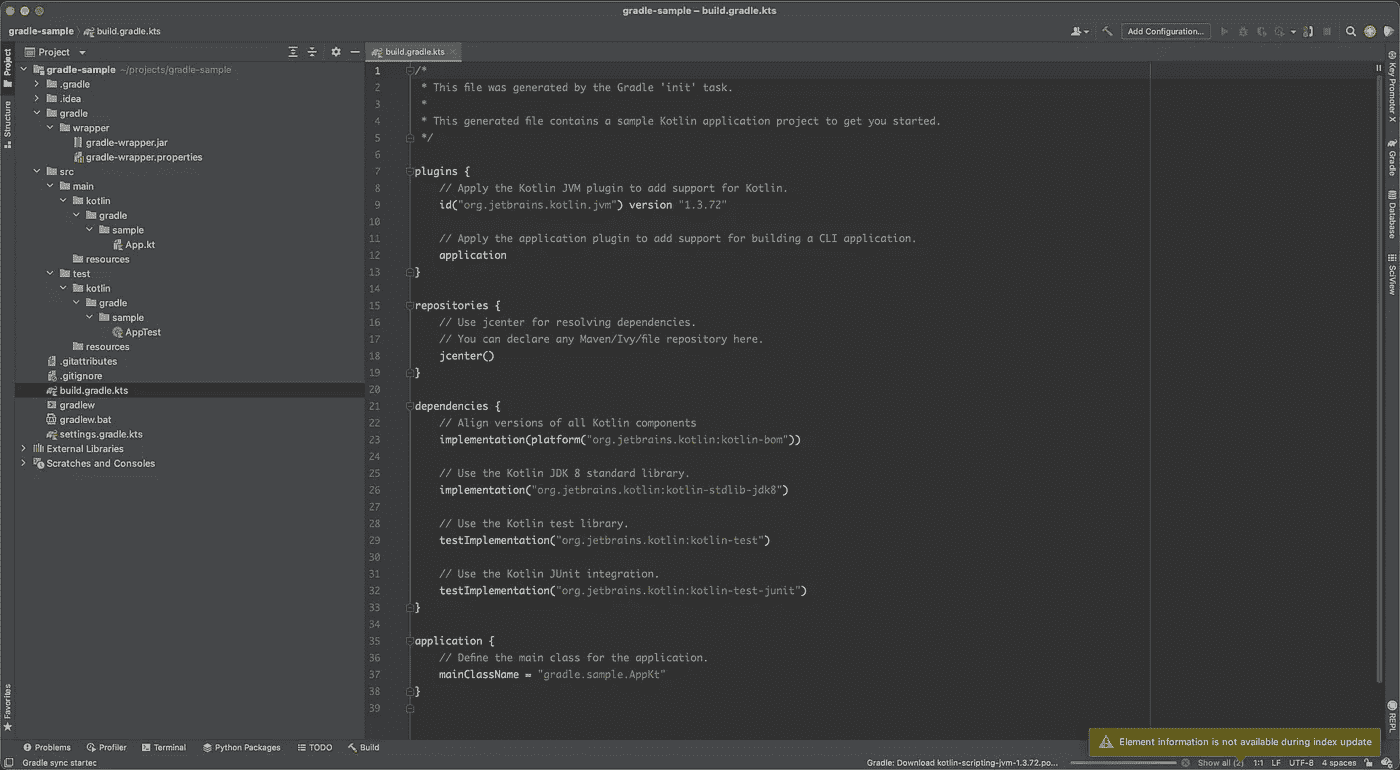 gradle-sample – build.gradle.kts
gradle-sample build.gradle.kts
Add Configuration...
Project
build.gradle.kts
gradle-sample ~/projects/gradle-sample
.gradle
.idea
gradle
wrapper
gradle-wrapper.jar
gradle-wrapper.properties
src
main
kotlin
gradle
sample
App.kt
resources
test
kotlin
gradle
sample
AppTest
resources
.gitattributes
.gitignore
build.gradle.kts
gradlew
gradlew.bat
settings.gradle.kts
External Libraries
Scratches and Consoles
Project
Structure
Favorites
1 /*
2 * This file was generated by the Gradle 'init' task.
3 *
4 * This generated file contains a sample Kotlin application project to get you started.
5 */
6
7 plugins {
8 // Apply the Kotlin JVM plugin to add support for Kotlin.
9 id("org.jetbrains.kotlin.jvm") version "1.3.72"
10
11 // Apply the application plugin to add support for building a CLI application.
12 application
13 }
14
15 repositories {
16 // Use jcenter for resolving dependencies.
17 // You can declare any Maven/Ivy/file repository here.
18 jcenter()
19 }
20
21 dependencies {
22 // Align versions of all Kotlin components
23 implementation(platform("org.jetbrains.kotlin:kotlin-bom"))
24
25 // Use the Kotlin JDK 8 standard library.
26 implementation("org.jetbrains.kotlin:kotlin-stdlib-jdk8")
27
28 // Use the Kotlin test library.
29 testImplementation("org.jetbrains.kotlin:kotlin-test")
30
31 // Use the Kotlin JUnit integration.
32 testImplementation("org.jetbrains.kotlin:kotlin-test-junit")
33 }
34
35 application {
36 // Define the main class for the application.
37 mainClassName = "gradle.sample.AppKt"
38 }
39
Key Promoter X
Gradle
Database
SciView
REPL
Problems Profiler Terminal Python Packages TODO Build
Element information is not available during index update
Gradle sync started
Gradle: Download kotlin-scripting-jvm-1.3.72.po... Show all (2) 1:1 LF UTF-8 4 spaces